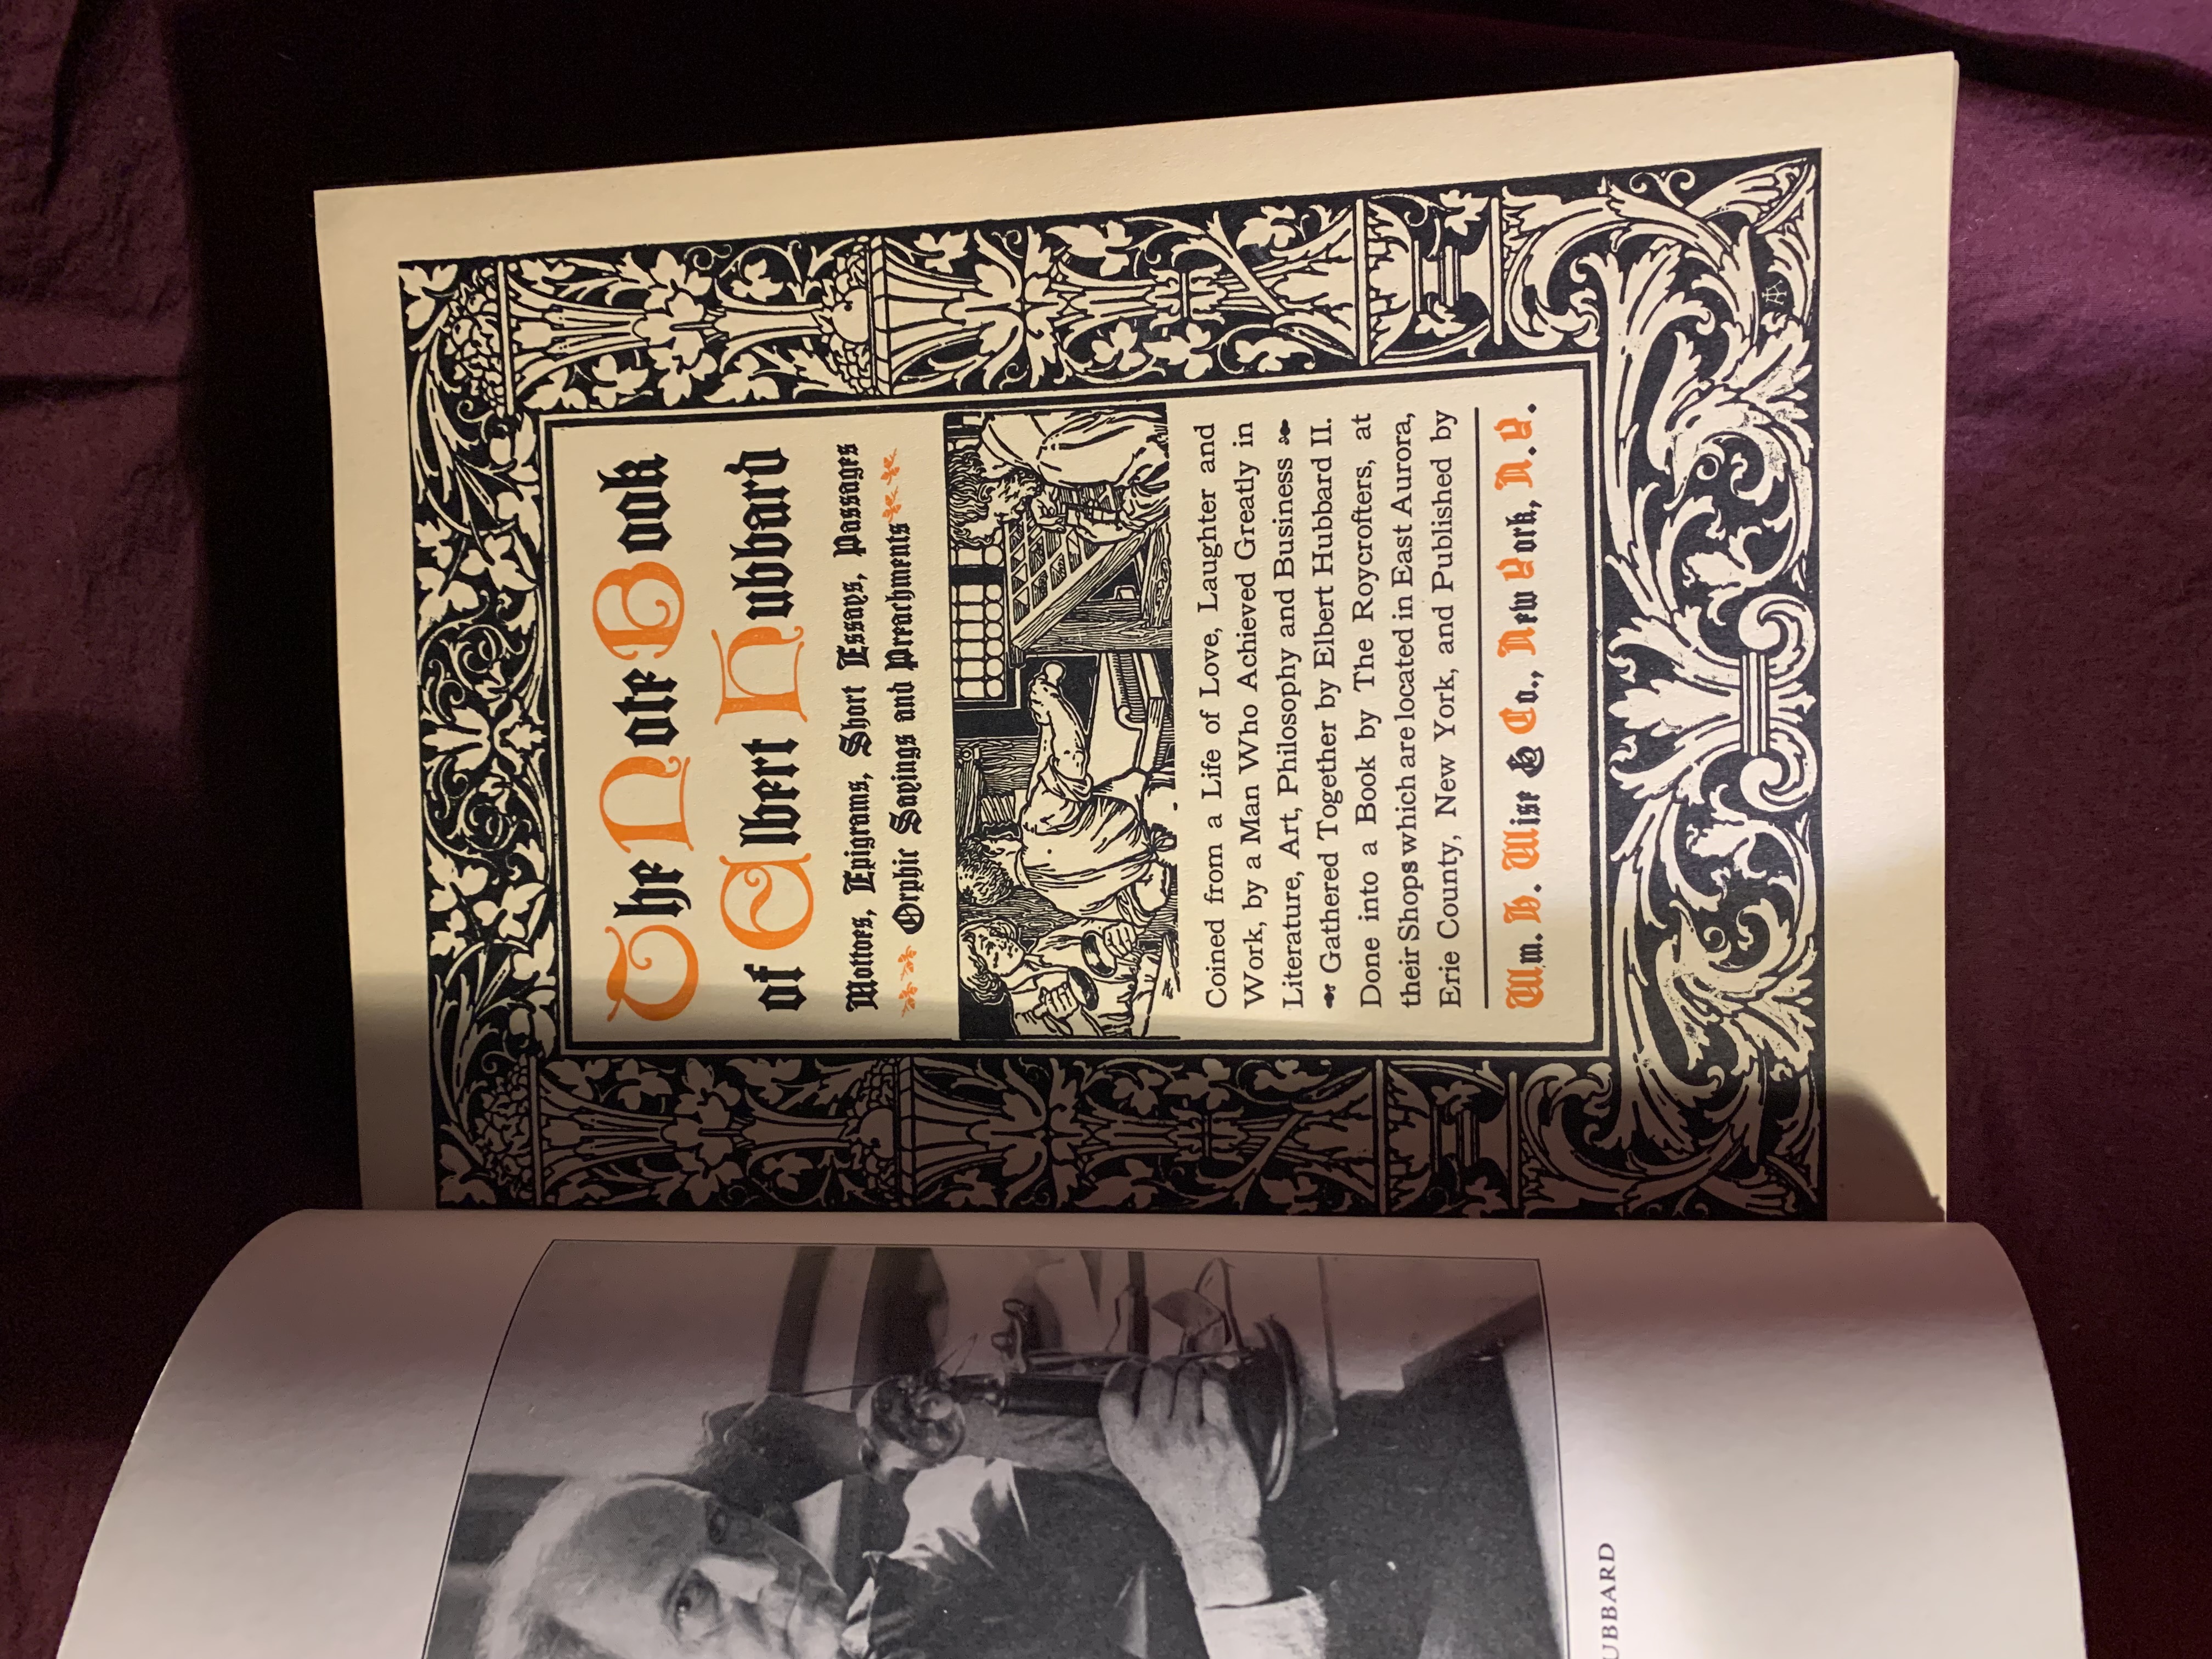 The Note Book
of Elbert Hubbard
Mottoes, Epigrams, Short Essays, Passages
Orphic Sayings and Preachments
Coined from a Life of Love, Laughter and
Work, by a Man Who Achieved Greatly in
Literature, Art, Philosophy and Business
Gathered Together by Elbert Hubbard II.
Done into a Book by The Roycrofters, at
their Shops which are located in East Aurora,
Erie County, New York, and Published by
Wm. H. Wise & Co., New York, N. Y.
UBBARD